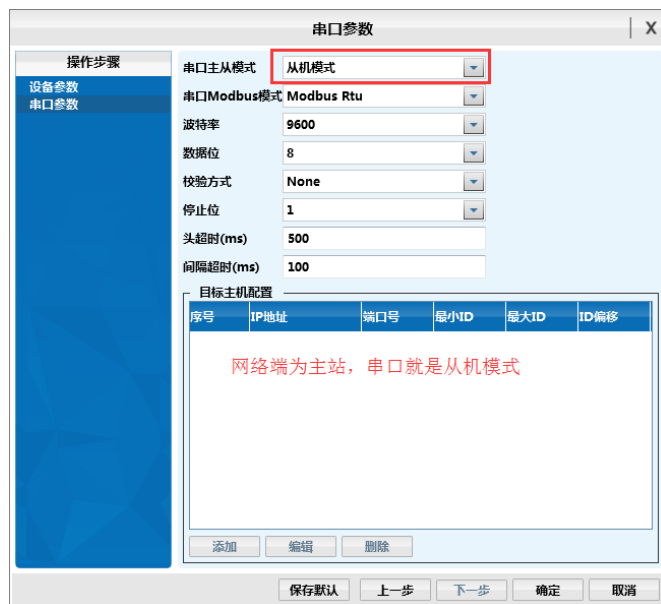 串口参数
X
操作步骤
设备参数
串口参数
串口主从模式 从机模式
串口Modbus模式 Modbus Rtu
波特率 9600
数据位 8
校验方式 None
停止位 1
头超时(ms) 500
间隔超时(ms) 100
目标主机配置
序号 IP地址 端口号 最小ID 最大ID ID偏移
网络端为主站，串口就是从机模式
添加 编辑 删除
保存默认 上一步 下一步 确定 取消